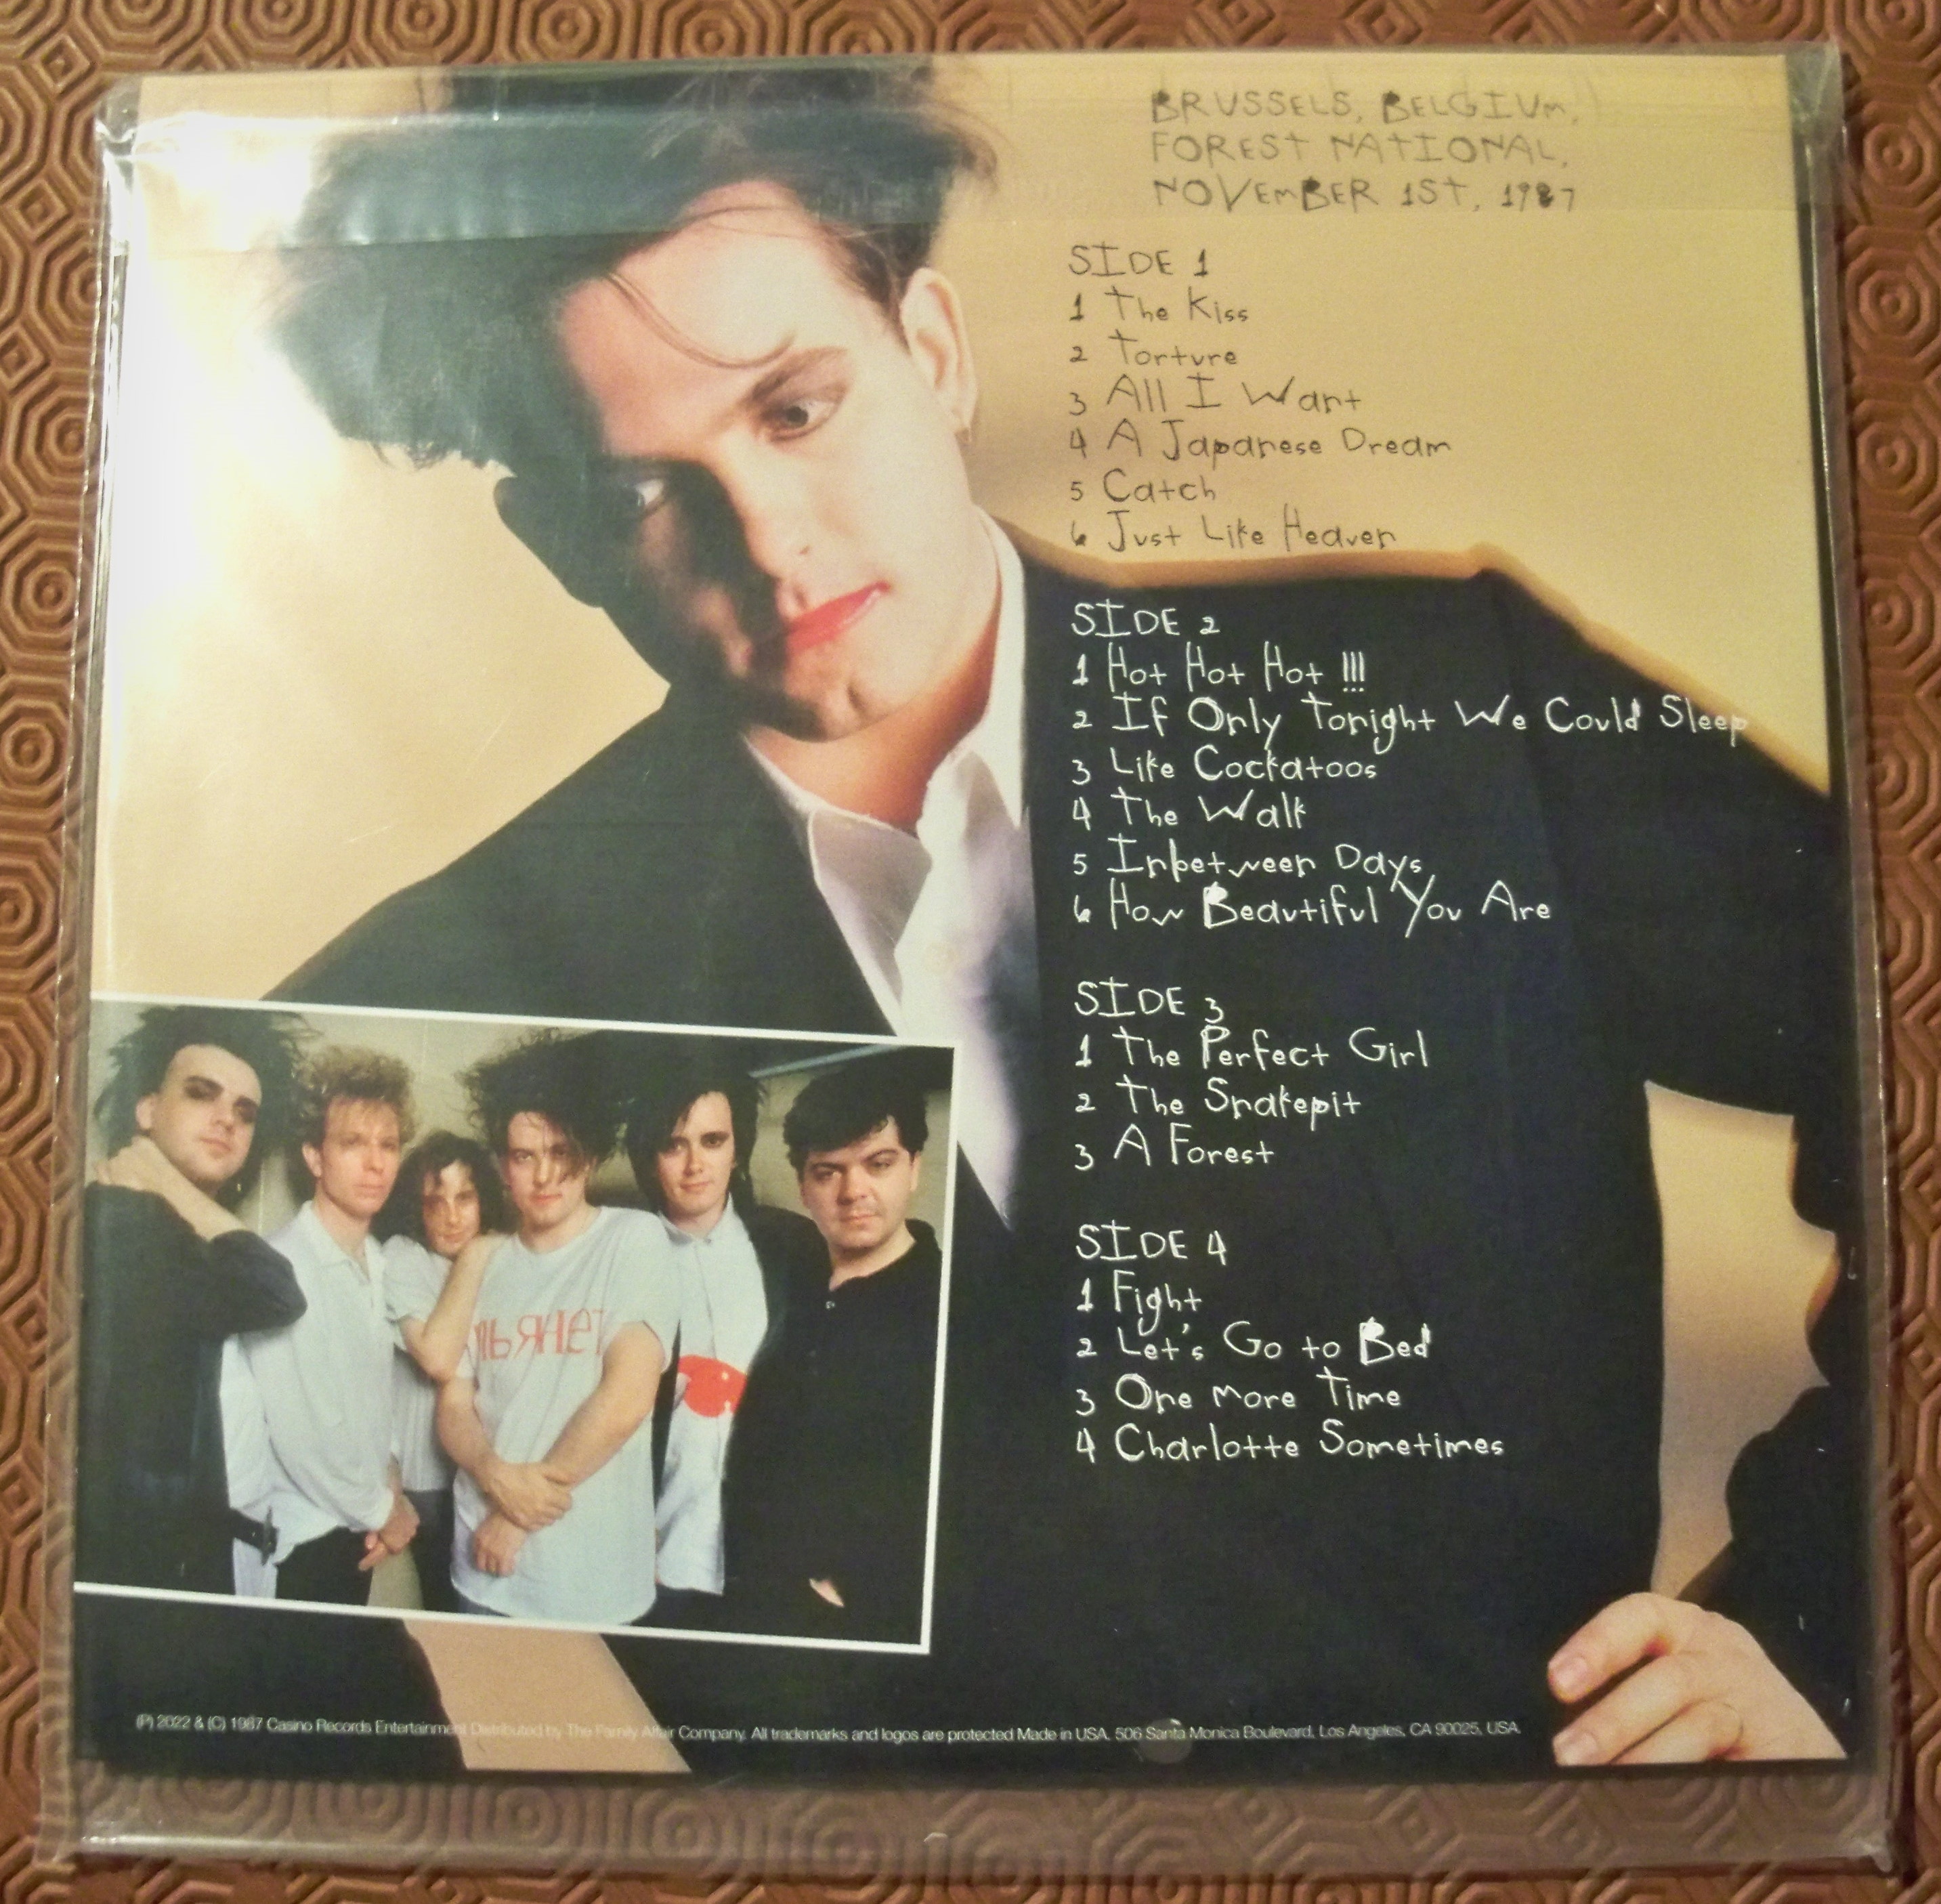 BRUSSELS, BELGIUM,
FOREST NATIONAL,
NOVEMBER 1ST, 1987
SIDE 1
1 The Kiss
2 Torture
3 All I Want
4 A Japanese Dream
5 Catch
6 Just Like Heaven
SIDE 2
1 Hot Hot Hot !!!
2 If Only Tonight We Could Sleep
3 Like Cockatoos
4 The Walk
5 Inbetween Days
6 How Beautiful You Are
SIDE 3
1 The Perfect Girl
2 The Snakepit
3 A Forest
SIDE 4
1 Fight
2 Let's Go to Bed
3 One More Time
4 Charlotte Sometimes
ЛЬЯНЕТ
(P) 2022 & (C) 1987 Casino Records Entertainment Distributed by The Family Affair Company. All trademarks and logos are protected Made in USA. 506 Santa Monica Boulevard, Los Angeles, CA 90025, USA.